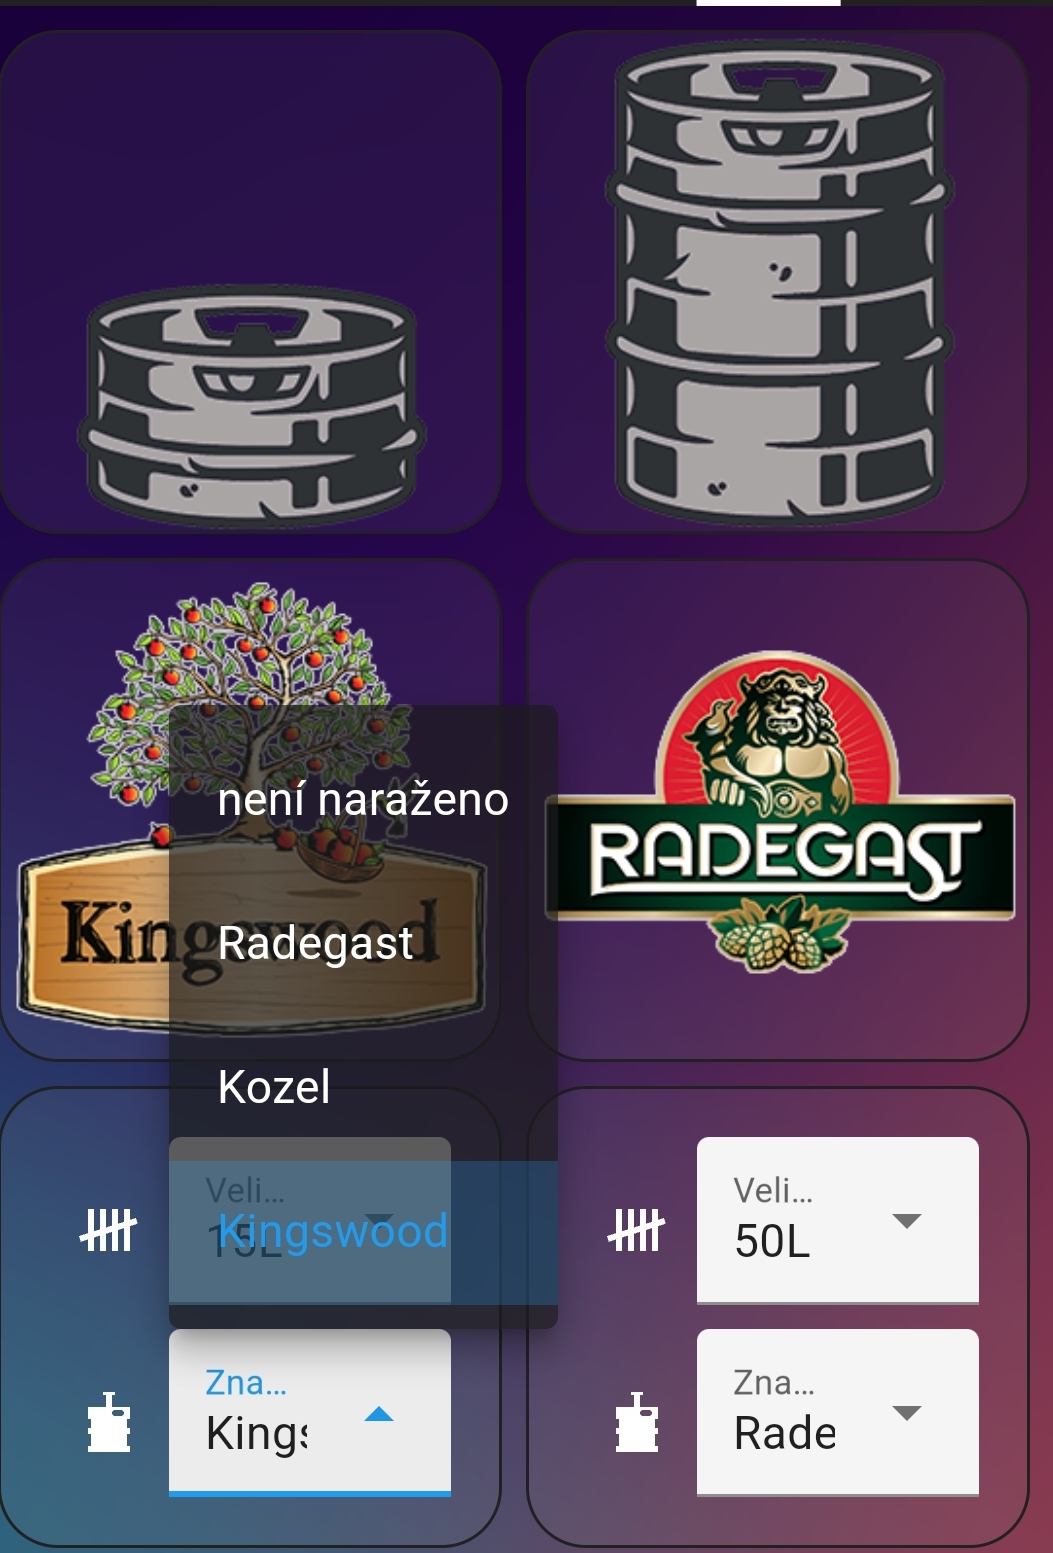 není naraženo
Kingswood
RADEGAST
Radegast
Kozel
Veli...
15L
Kingswood
Veli...
50L
Zna...
Kings
Zna...
Rade